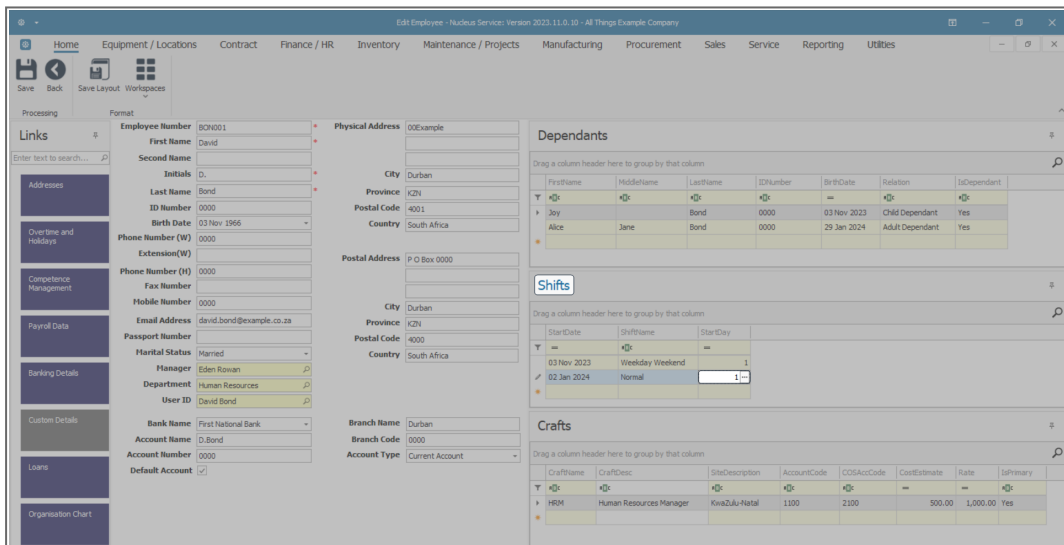 Edit Employee - Nucleus Service: Version 2023.11.0.10 - All Things Example Company
Home Equipment / Locations Contract Finance / HR Inventory Maintenance / Projects Manufacturing Procurement Sales Service Reporting Utilities
Save Back Save Layout Workspaces
Processing Format
Links
Enter text to search...
Addresses
Overtime and
Holidays
Competence
Management
Payroll Data
Banking Details
Custom Details
Loans
Organisation Chart
Employee Number BON001 *
First Name David *
Second Name
Initials D. *
Last Name Bond *
ID Number 0000
Birth Date 03 Nov 1966
Phone Number (W) 0000
Extension(W)
Phone Number (H) 0000
Fax Number
Mobile Number 0000
Email Address david.bond@example.co.za
Passport Number
Marital Status Married
Manager Eden Rowan
Department Human Resources
User ID David Bond
Bank Name First National Bank
Account Name D.Bond
Account Number 0000
Default Account
Physical Address 00Example
City Durban
Province KZN
Postal Code 4001
Country South Africa
Postal Address P O Box 0000
City Durban
Province KZN
Postal Code 4000
Country South Africa
Branch Name Durban
Branch Code 0000
Account Type Current Account
Dependants
Drag a column header here to group by that column
FirstName MiddleName LastName IDNumber BirthDate Relation IsDependant
Joy Bond 0000 03 Nov 2023 Child Dependant Yes
Alice Jane Bond 0000 29 Jan 2024 Adult Dependant Yes
Shifts
Drag a column header here to group by that column
StartDate ShiftName StartDay
03 Nov 2023 Weekday Weekend 1
02 Jan 2024 Normal 1
Crafts
Drag a column header here to group by that column
CraftName CraftDesc SiteDescription AccountCode COSAccCode CostEstimate Rate IsPrimary
HRM Human Resources Manager KwaZulu-Natal 1100 2100 500.00 1,000.00 Yes